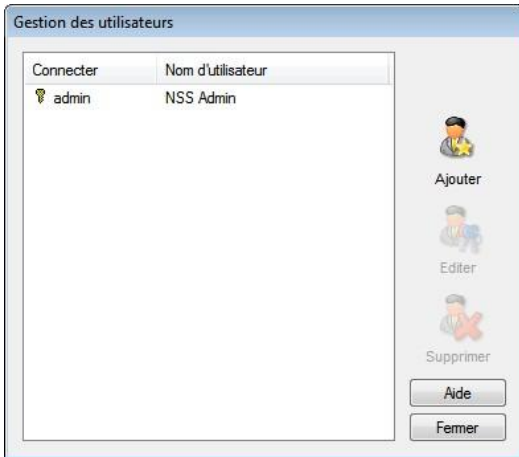 Gestion des utilisateurs
Connecter Nom d'utilisateur
admin NSS Admin
Ajouter
Editer
Supprimer
Aide
Fermer